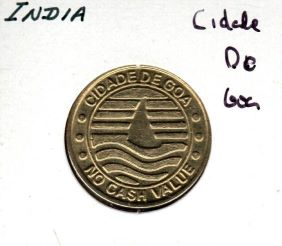 INDIA
Cidade
De
Goa
CIDADE DE GOA
NO CASH VALUE